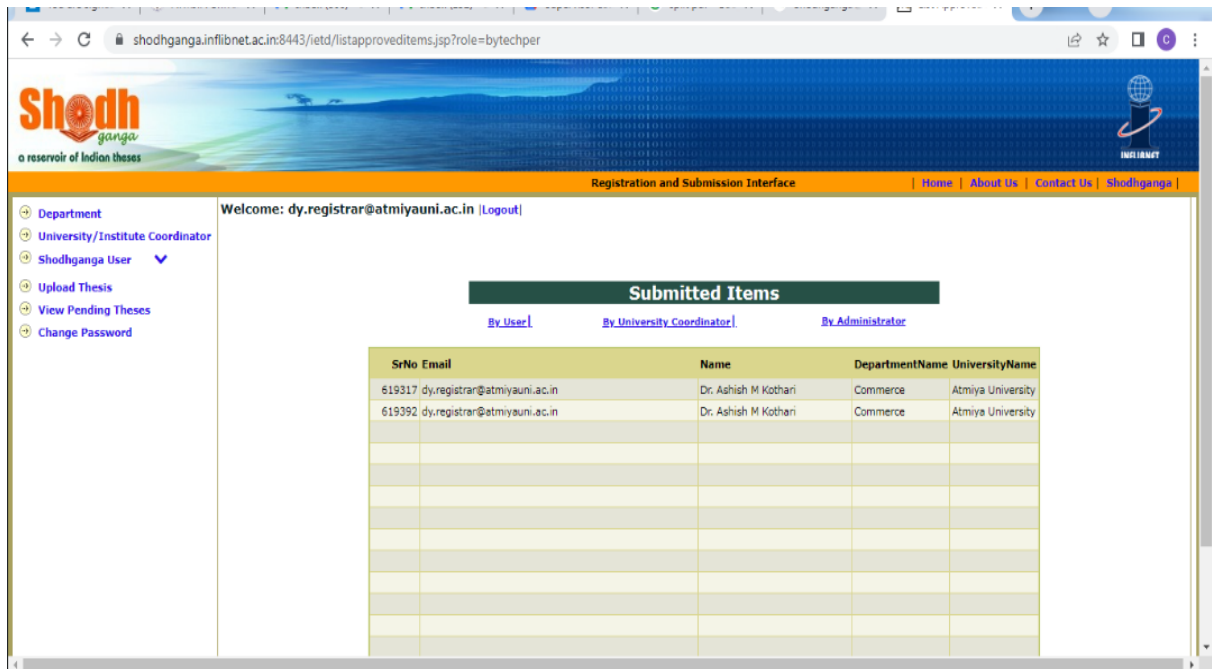 shodhganga.inflibnet.ac.in:8443/ietd/listapproveditems.jsp?role=bytechper
C
Shodh
ganga
a reservoir of Indian theses
INFLIBNET
Registration and Submission Interface | Home | About Us | Contact Us | Shodhganga |
Welcome: dy.registrar@atmiyauni.ac.in |Logout|
Department
University/Institute Coordinator
Shodhganga User
Upload Thesis
View Pending Theses
Change Password
Submitted Items
By User| By University Coordinator| By Administrator
SrNo Email Name DepartmentName UniversityName
619317 dy.registrar@atmiyauni.ac.in Dr. Ashish M Kothari Commerce Atmiya University
619392 dy.registrar@atmiyauni.ac.in Dr. Ashish M Kothari Commerce Atmiya University